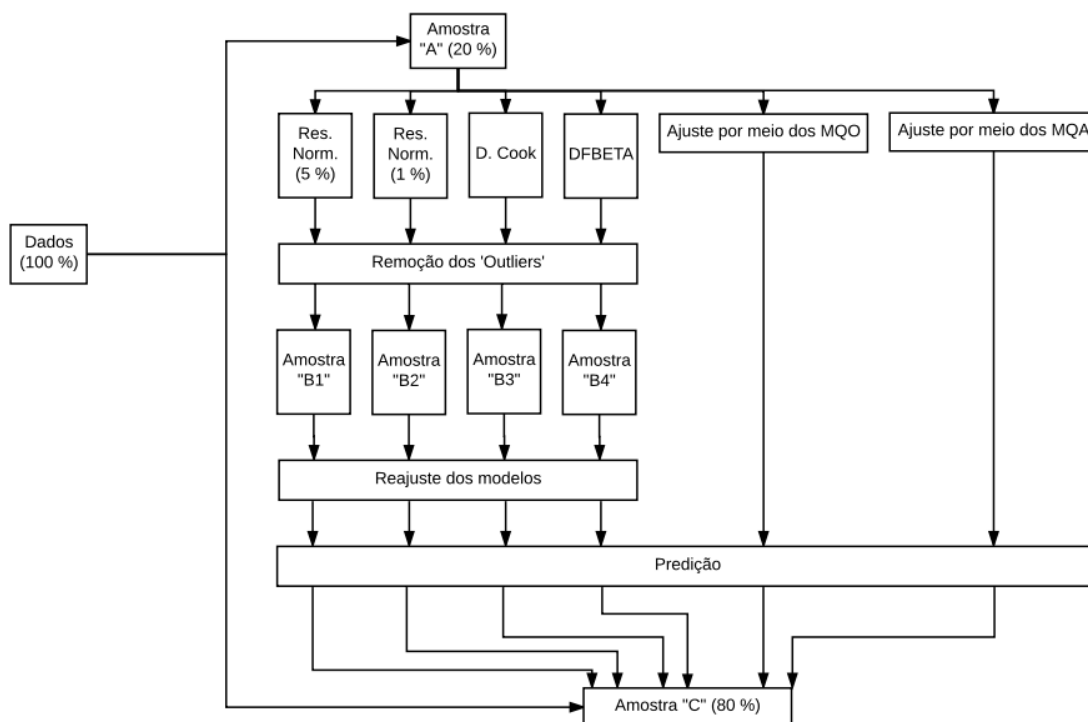 Amostra
"A" (20 %)
Res.
Norm.
(5 %)
Res.
Norm.
(1 %)
D. Cook
DFBETA
Ajuste por meio dos MQO
Ajuste por meio dos MQA
Dados
(100 %)
Remoção dos 'Outliers'
Amostra
"B1"
Amostra
"B2"
Amostra
"B3"
Amostra
"B4"
Reajuste dos modelos
Predição
Amostra "C" (80 %)